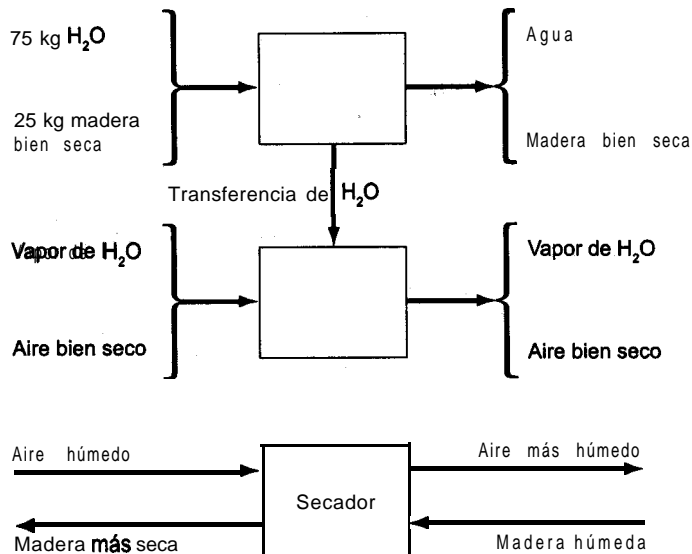 75 kg H₂O
Agua
25 kg madera
bien seca
Madera bien seca
Transferencia de H₂O
Vapor de H₂O
Vapor de H₂O
Aire bien seco
Aire bien seco
Aire húmedo
Aire más húmedo
Secador
Madera más seca
Madera húmeda